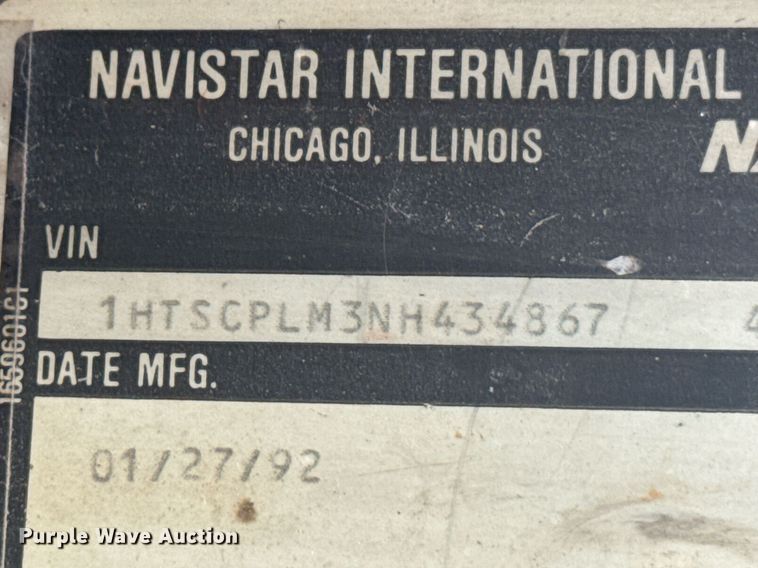 NAVISTAR INTERNATIONAL
CHICAGO, ILLINOIS
VIN
1HTSCPLM3NH434867
DATE MFG.
01/27/92
Purple Wave Auction